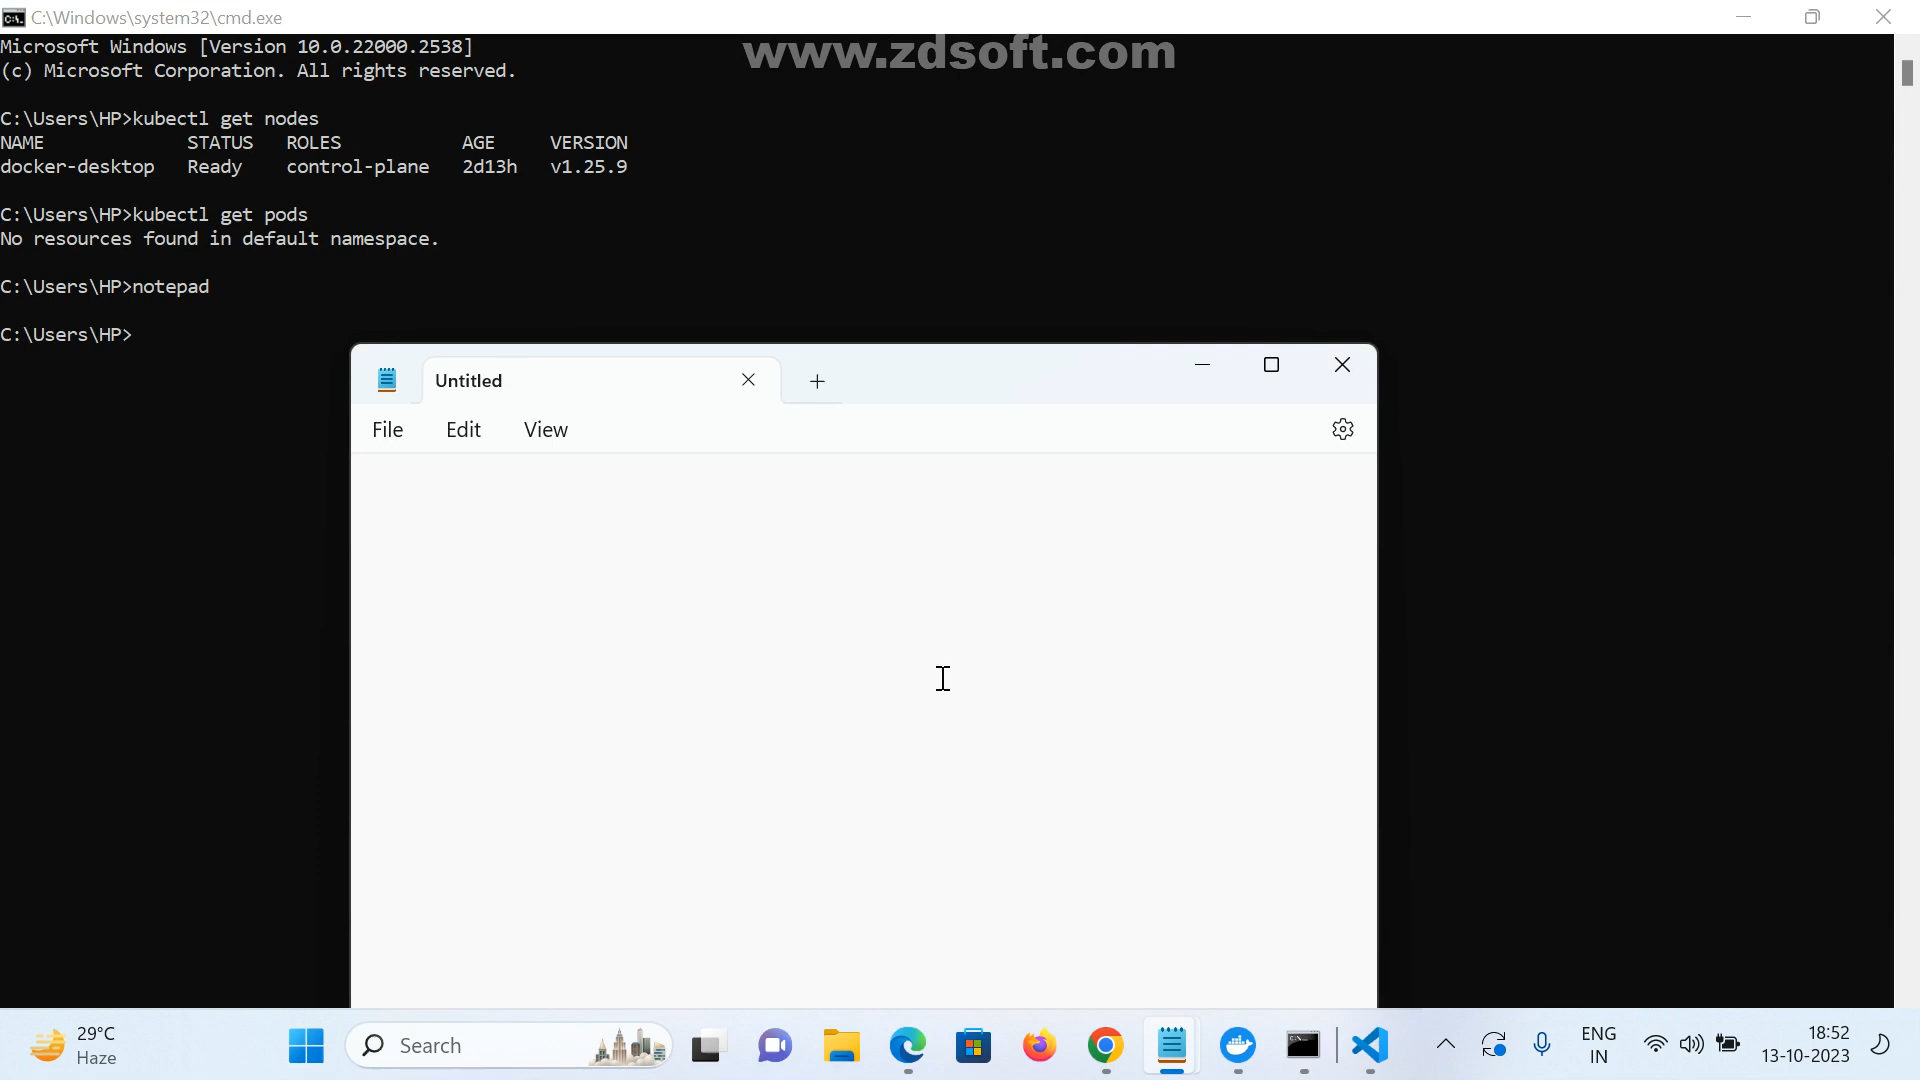 C:\Windows\system32\cmd.exe
www.zdsoft.com
Microsoft Windows [Version 10.0.22000.2538]
(c) Microsoft Corporation. All rights reserved.
C:\Users\HP>kubectl get nodes
NAME STATUS ROLES AGE VERSION
docker-desktop Ready control-plane 2d13h v1.25.9
C:\Users\HP>kubectl get pods
No resources found in default namespace.
C:\Users\HP>notepad
C:\Users\HP>
Untitled
File Edit View
29°C
Haze
Search
ENG
IN
18:52
13-10-2023